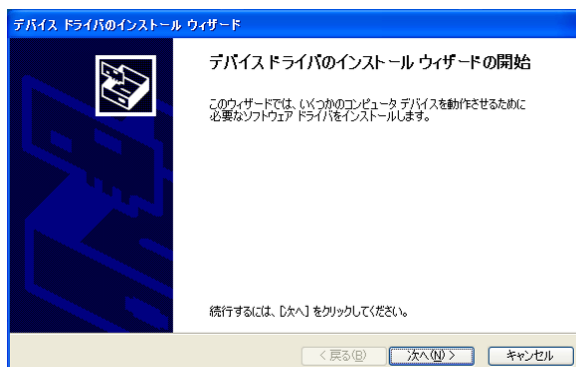 デバイス ドライバのインストール ウィザード
デバイスドライバのインストール ウィザードの開始
このウィザードでは、いくつかのコンピュータ デバイスを動作させるために
必要なソフトウェア ドライバをインストールします。
続行するには、[次へ] をクリックしてください。
< 戻る(B) 次へ(N) > キャンセル